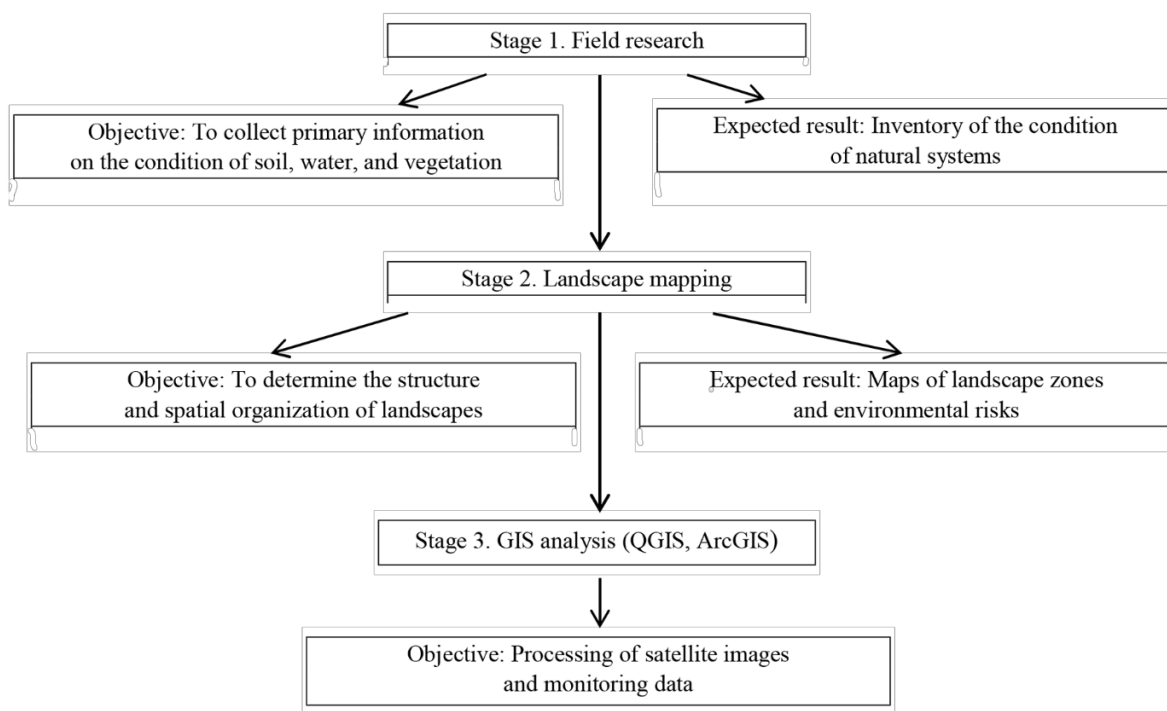 Stage 1. Field research
Objective: To collect primary information
on the condition of soil, water, and vegetation
Expected result: Inventory of the condition
of natural systems
Stage 2. Landscape mapping
Objective: To determine the structure
and spatial organization of landscapes
Expected result: Maps of landscape zones
and environmental risks
Stage 3. GIS analysis (QGIS, ArcGIS)
Objective: Processing of satellite images
and monitoring data